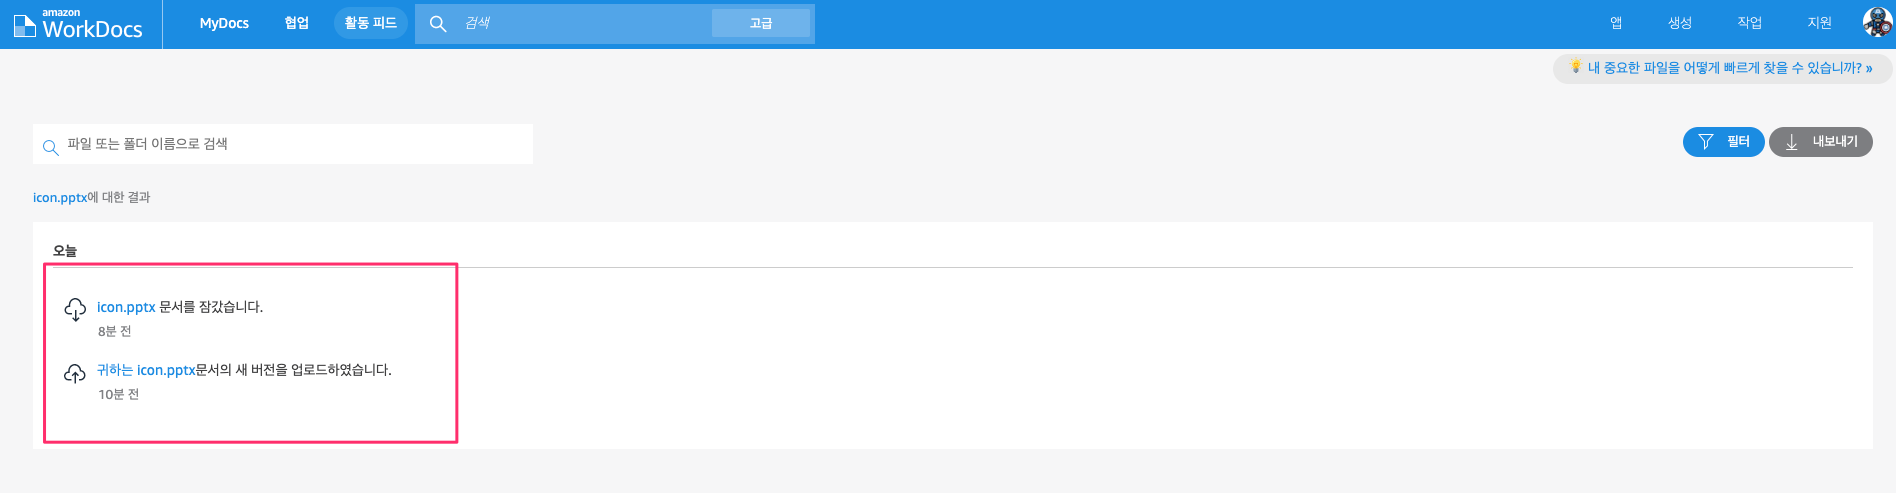 amazon
WorkDocs
MyDocs
협업
활동 피드
검색
고급
앱
생성
작업
지원
내 중요한 파일을 어떻게 빠르게 찾을 수 있습니까? »
파일 또는 폴더 이름으로 검색
필터
내보내기
icon.pptx에 대한 결과
오늘
icon.pptx 문서를 잠갔습니다.
8분 전
귀하는 icon.pptx문서의 새 버전을 업로드하였습니다.
10분 전